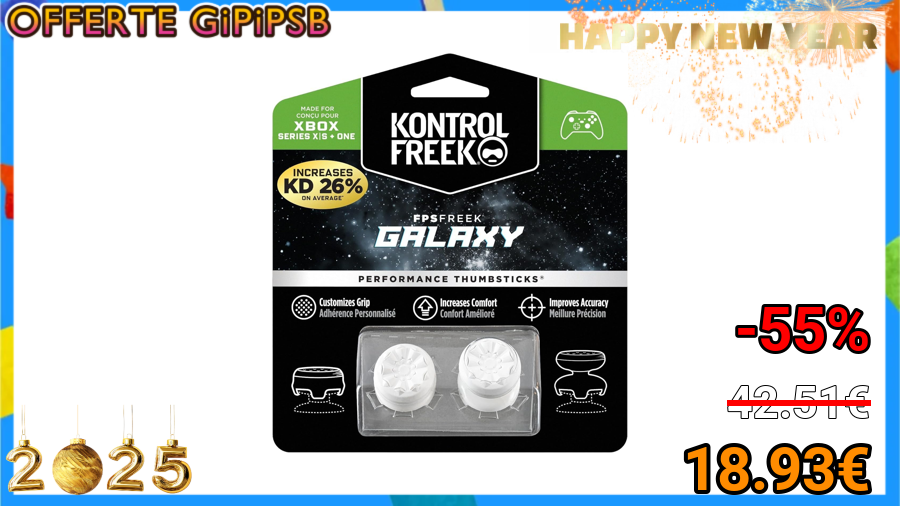 OFFERTE GiPiPSB
HAPPY NEW YEAR
MADE FOR
CONÇU POUR
XBOX
SERIES X|S + ONE
KONTROL
FREEK
INCREASES
KD 26%
ON AVERAGE*
FPSFREEK
GALAXY
PERFORMANCE THUMBSTICKS®
Customizes Grip
Adhérence Personnalisé
Increases Comfort
Confort Amélioré
Improves Accuracy
Meillure Précision
-55%
42.51€
18.93€
2025